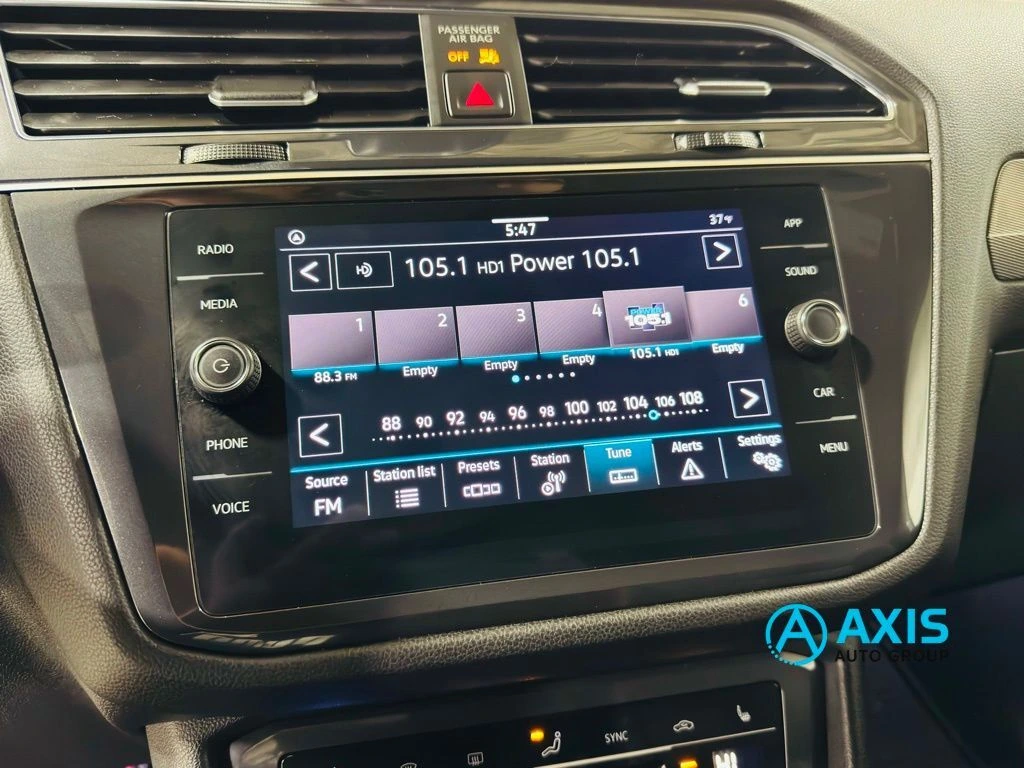 PASSENGER
AIR BAG
OFF
RADIO
MEDIA
PHONE
VOICE
APP
SOUND
CAR
MENU
5:47
37°F
105.1 HD1 Power 105.1
1
2
3
4
POWER
105.1
6
88.3 FM
Empty
Empty
Empty
105.1 HD1
Empty
88 90 92 94 96 98 100 102 104 106 108
Source
FM
Station list
Presets
Station
Tune
Alerts
Settings
AXIS
AUTO GROUP
SYNC